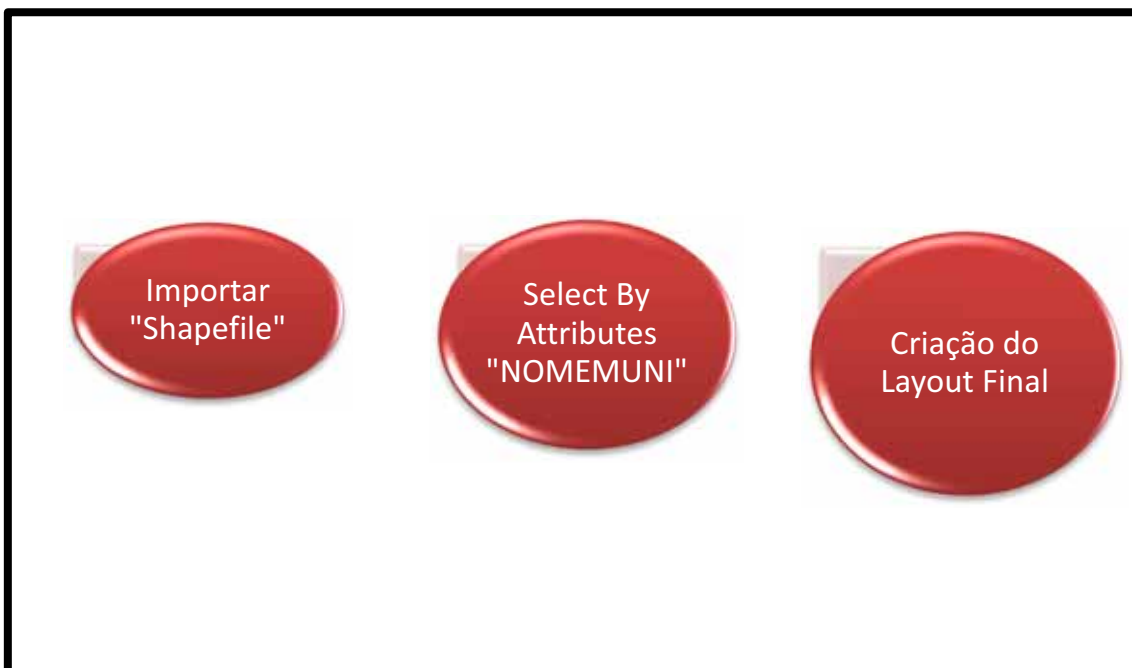 Importar
"Shapefile"
Select By
Attributes
"NOMEMUNI"
Criação do
Layout Final